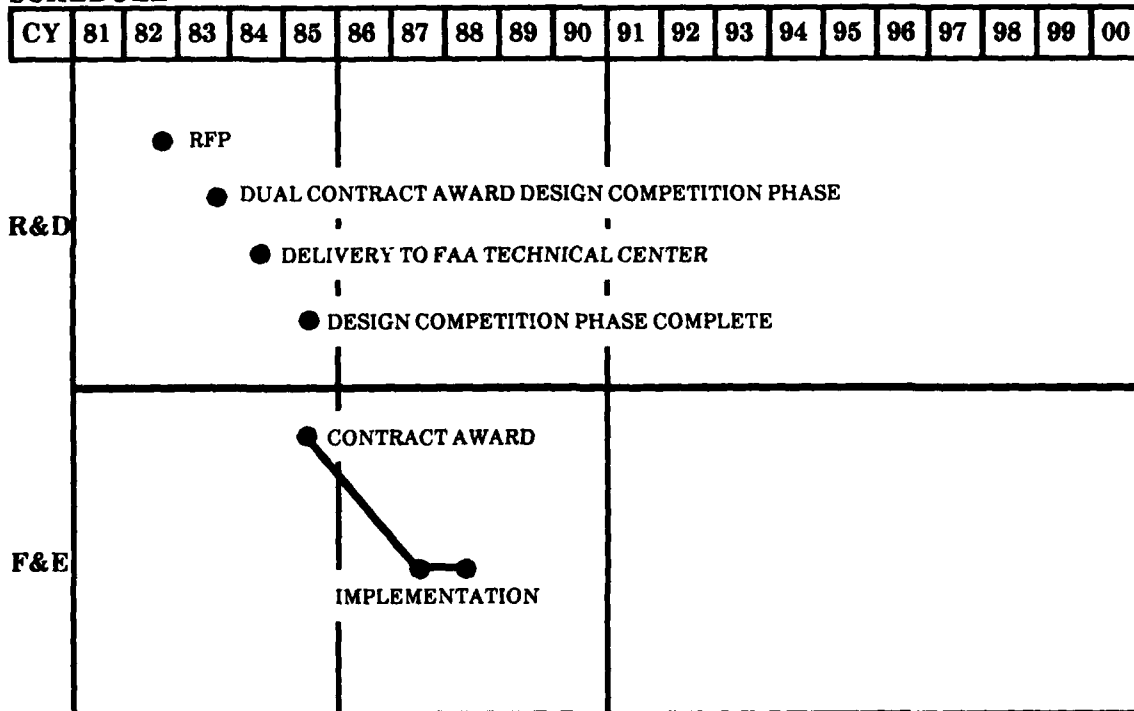 CY 81 82 83 84 85 86 87 88 89 90 91 92 93 94 95 96 97 98 99 00
RFP
DUAL CONTRACT AWARD DESIGN COMPETITION PHASE
R&D
DELIVERY TO FAA TECHNICAL CENTER
DESIGN COMPETITION PHASE COMPLETE
CONTRACT AWARD
F&E
IMPLEMENTATION